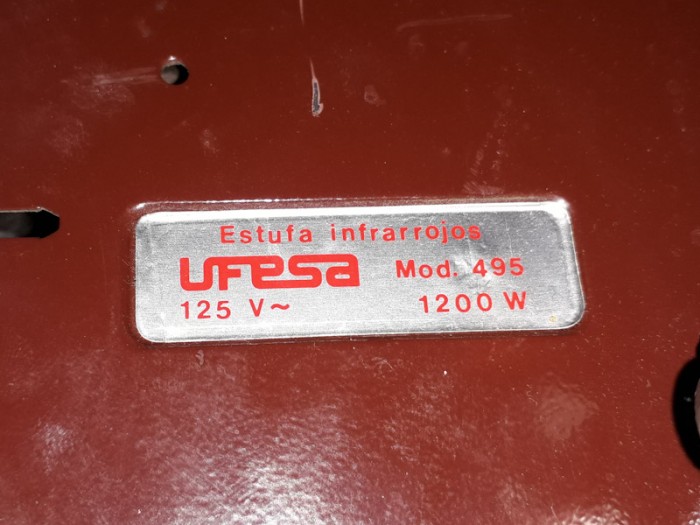 Estufa infrarrojos
UFESA Mod. 495
125 V~ 1200 W